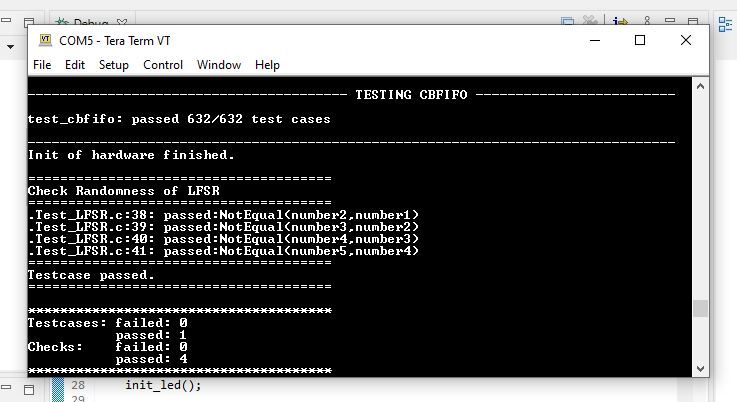 Debug
COM5 - Tera Term VT
File Edit Setup Control Window Help
---------------------------------------- TESTING CBFIFO -------------------------
test_cbfifo: passed 632/632 test cases
---------------------------------------------------------------------------------
Init of hardware finished.
======================================
Check Randomness of LFSR
======================================
.Test_LFSR.c:38: passed:NotEqual(number2,number1)
.Test_LFSR.c:39: passed:NotEqual(number3,number2)
.Test_LFSR.c:40: passed:NotEqual(number4,number3)
.Test_LFSR.c:41: passed:NotEqual(number5,number4)
======================================
Testcase passed.
======================================
**************************************
Testcases: failed: 0
           passed: 1
Checks:    failed: 0
           passed: 4
**************************************
28 init_led();
29